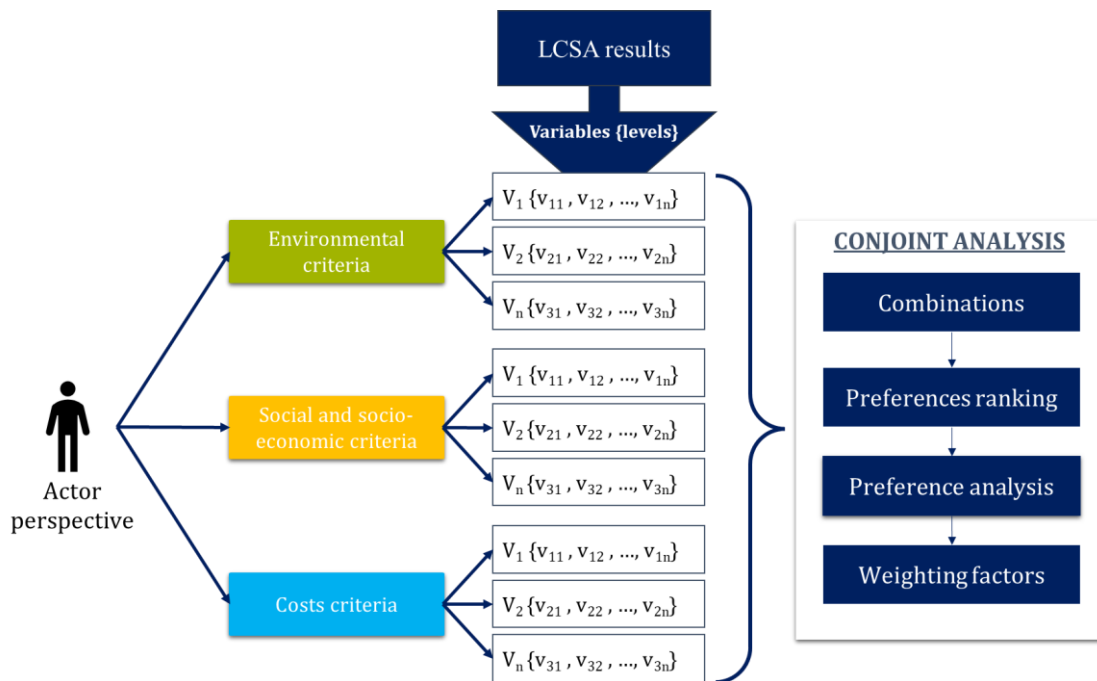 LCSA results
Variables {levels}
V₁ {v₁₁ , v₁₂ , ..., v₁ₙ}
V₂ {v₂₁ , v₂₂ , ..., v₂ₙ}
Vₙ {v₃₁ , v₃₂ , ..., v₃ₙ}
Environmental
criteria
V₁ {v₁₁ , v₁₂ , ..., v₁ₙ}
V₂ {v₂₁ , v₂₂ , ..., v₂ₙ}
Vₙ {v₃₁ , v₃₂ , ..., v₃ₙ}
Social and socio-
economic criteria
V₁ {v₁₁ , v₁₂ , ..., v₁ₙ}
V₂ {v₂₁ , v₂₂ , ..., v₂ₙ}
Vₙ {v₃₁ , v₃₂ , ..., v₃ₙ}
Costs criteria
Actor
perspective
CONJOINT ANALYSIS
Combinations
Preferences ranking
Preference analysis
Weighting factors